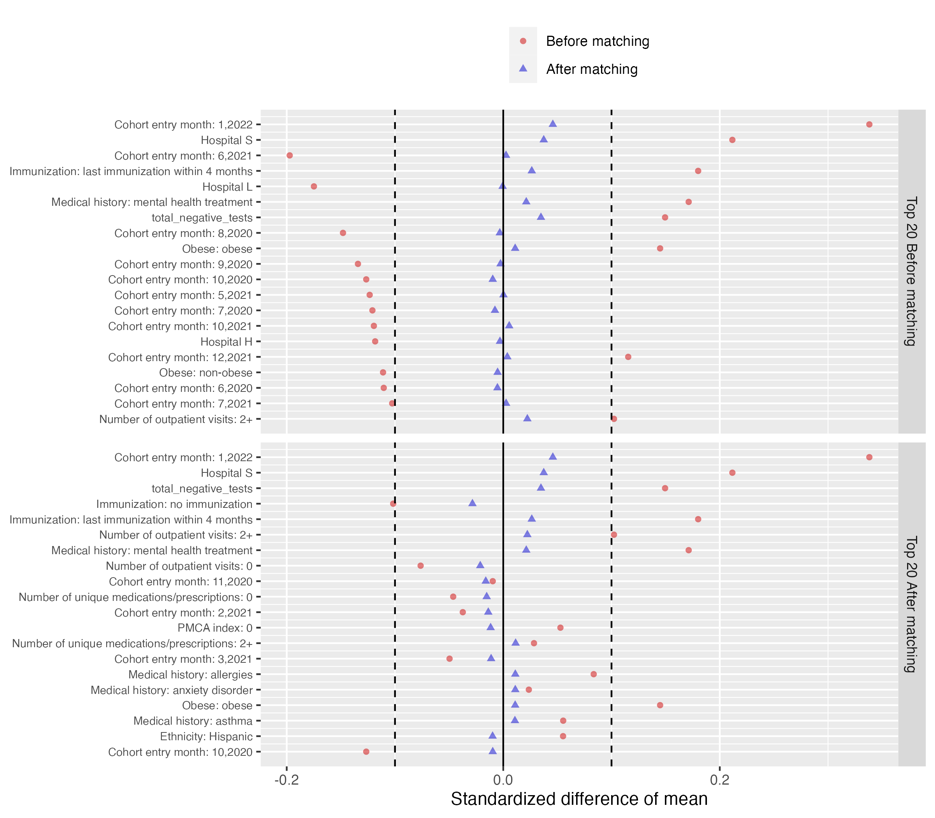 Before matching
After matching
Cohort entry month: 1,2022
Hospital S
Cohort entry month: 6,2021
Immunization: last immunization within 4 months
Hospital L
Medical history: mental health treatment
total_negative_tests
Cohort entry month: 8,2020
Obese: obese
Cohort entry month: 9,2020
Cohort entry month: 10,2020
Cohort entry month: 5,2021
Cohort entry month: 7,2020
Cohort entry month: 10,2021
Hospital H
Cohort entry month: 12,2021
Obese: non-obese
Cohort entry month: 6,2020
Cohort entry month: 7,2021
Number of outpatient visits: 2+
Top 20 Before matching
Cohort entry month: 1,2022
Hospital S
total_negative_tests
Immunization: no immunization
Immunization: last immunization within 4 months
Number of outpatient visits: 2+
Medical history: mental health treatment
Number of outpatient visits: 0
Cohort entry month: 11,2020
Number of unique medications/prescriptions: 0
Cohort entry month: 2,2021
PMCA index: 0
Number of unique medications/prescriptions: 2+
Cohort entry month: 3,2021
Medical history: allergies
Medical history: anxiety disorder
Obese: obese
Medical history: asthma
Ethnicity: Hispanic
Cohort entry month: 10,2020
Top 20 After matching
-0.2 0.0 0.2
Standardized difference of mean